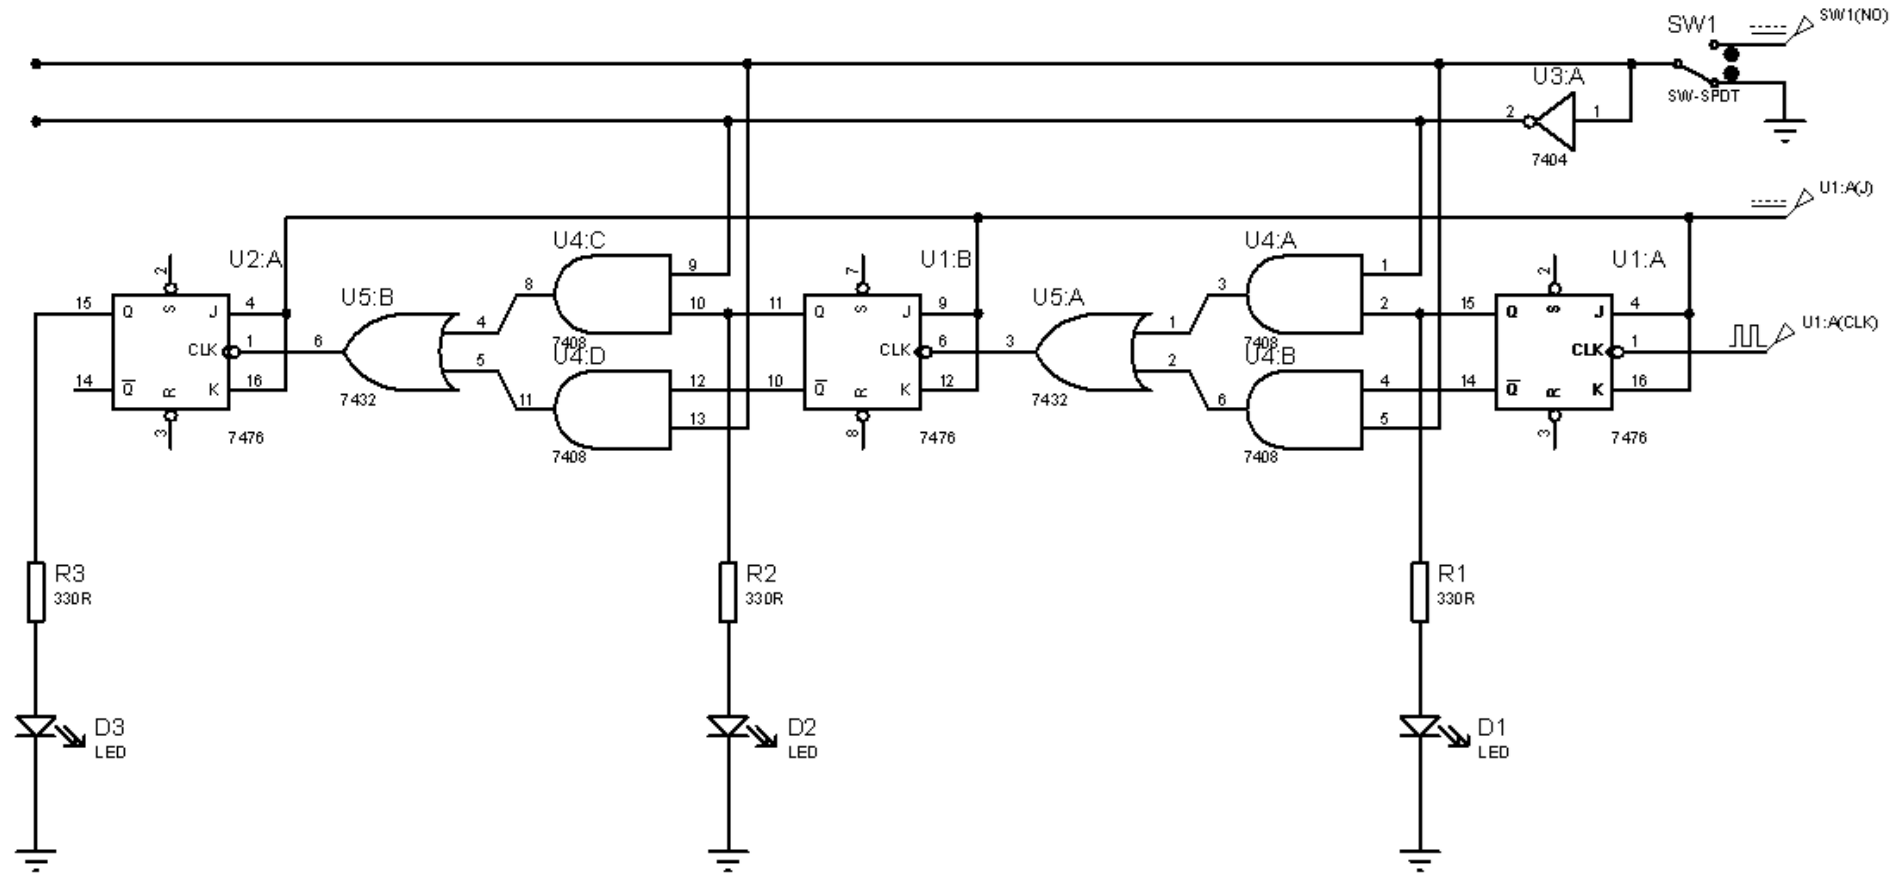 SW1
SW1(NO)
SW-SPDT
U3:A
2
1
7404
U1:A(J)
U2:A
2
15
Q
S
J
4
CLK
1
14
Q
R
K
16
3
7476
U5:B
6
4
5
7432
U4:C
8
9
10
7408
U4:D
11
12
13
7408
U1:B
7
11
Q
S
J
9
CLK
6
10
Q
R
K
12
8
7476
U5:A
3
1
2
7432
U4:A
3
1
2
7408
U4:B
6
4
5
7408
U1:A
2
15
Q
S
J
4
CLK
1
14
Q
R
K
16
3
7476
U1:A(CLK)
R3
330R
R2
330R
R1
330R
D3
LED
D2
LED
D1
LED